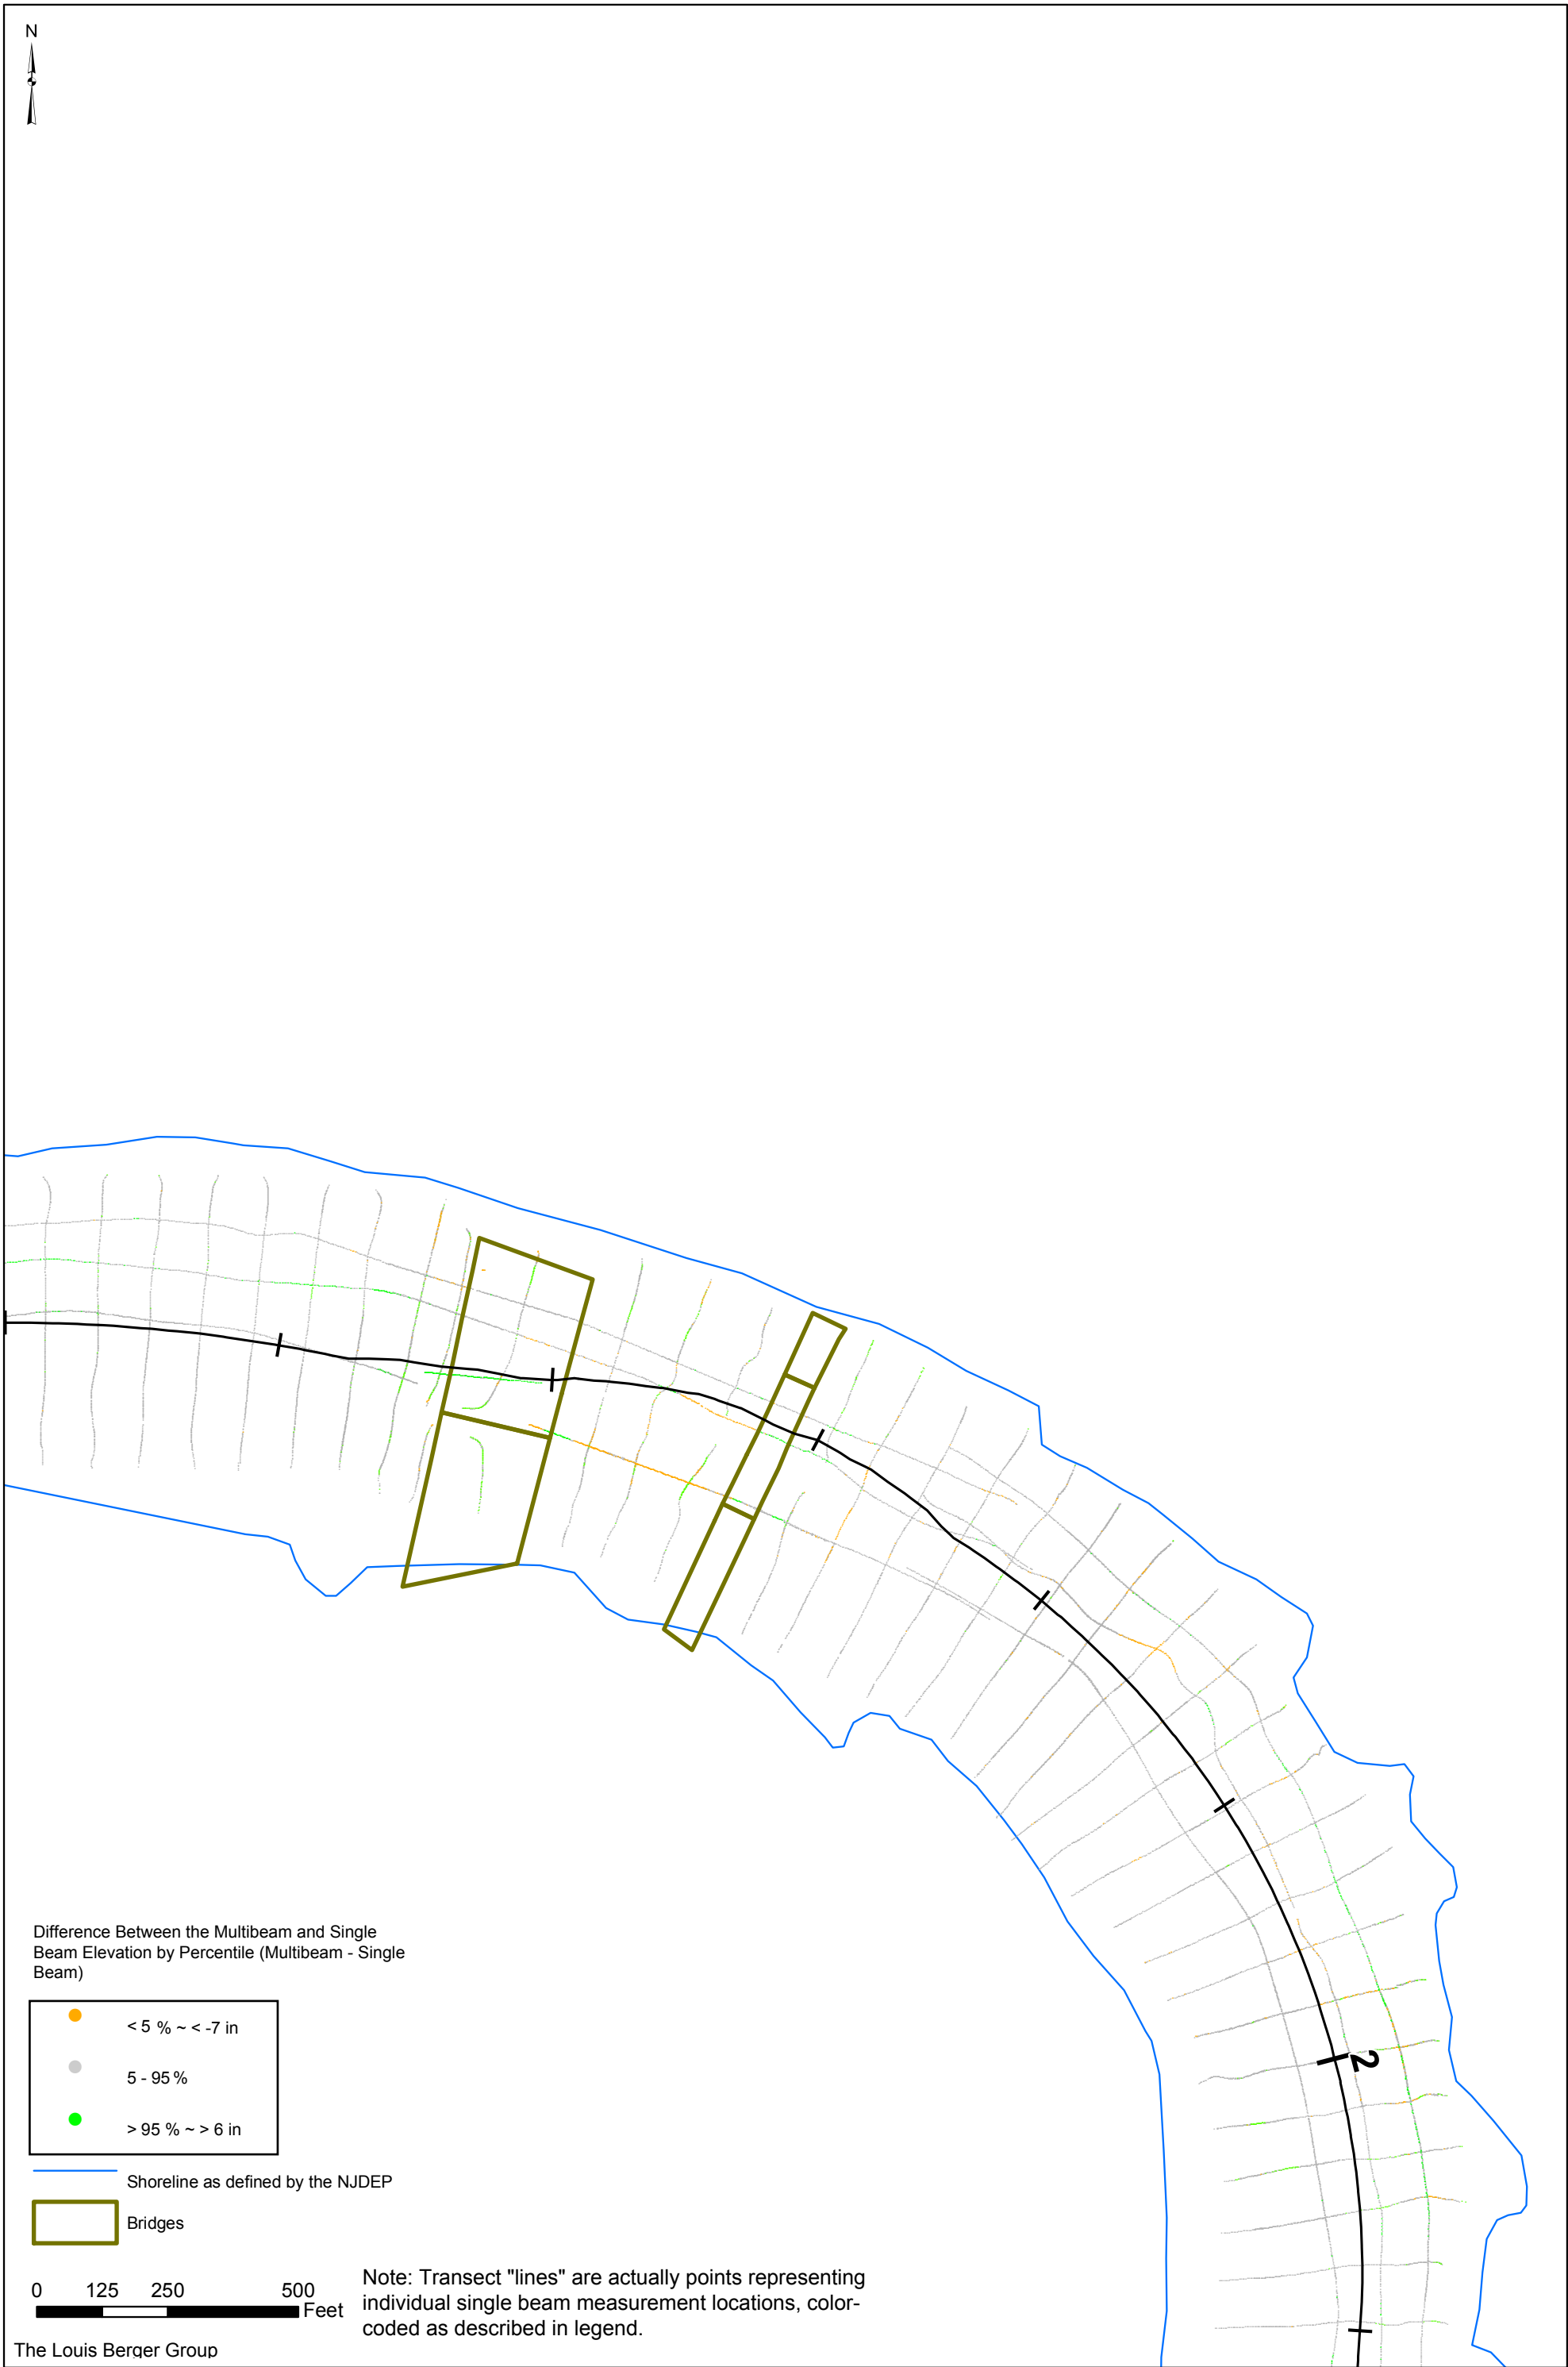 N
2
Difference Between the Multibeam and Single
Beam Elevation by Percentile (Multibeam - Single
Beam)
< 5 % ~ < -7 in
5 - 95 %
> 95 % ~ > 6 in
Shoreline as defined by the NJDEP
Bridges
0 125 250 500
Feet
Note: Transect "lines" are actually points representing
individual single beam measurement locations, color-
coded as described in legend.
The Louis Berger Group